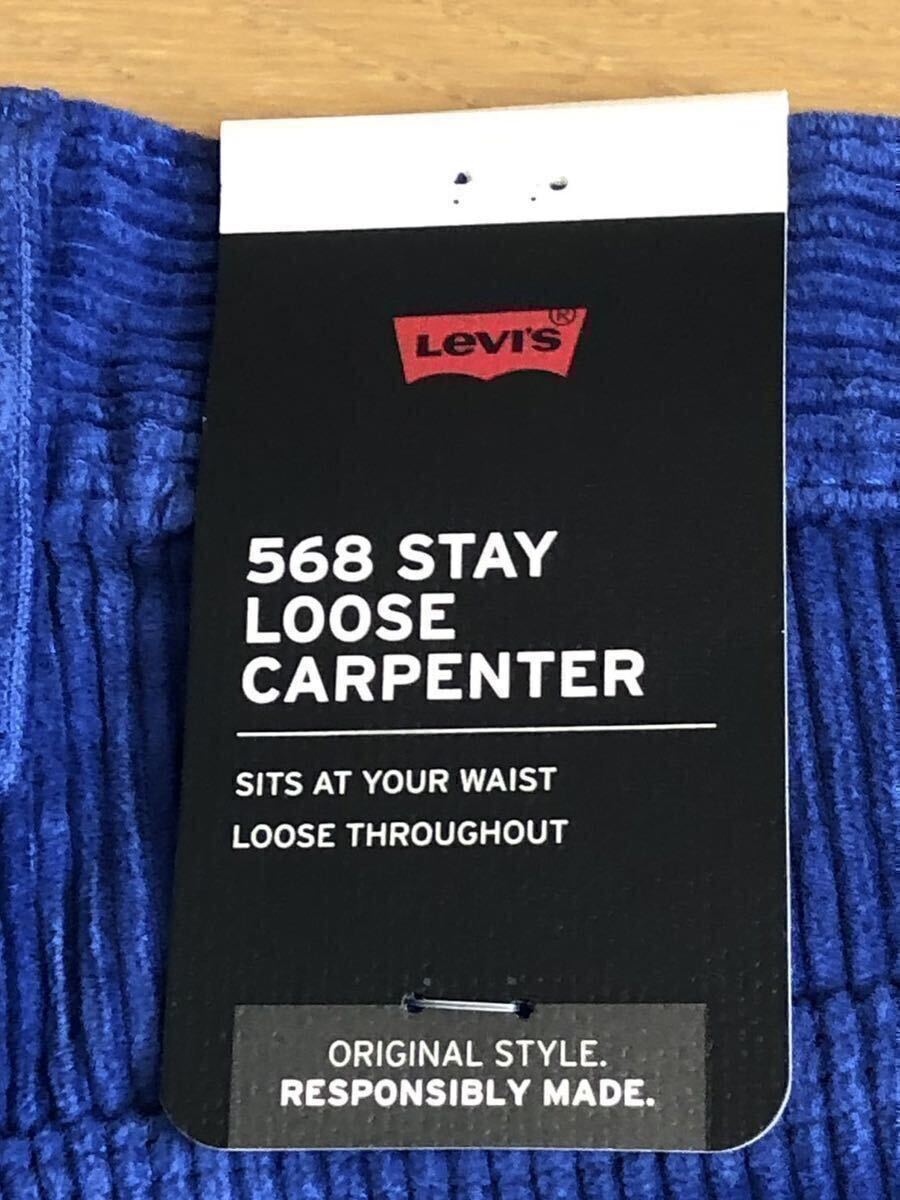 Levi's®
568 STAY
LOOSE
CARPENTER
SITS AT YOUR WAIST
LOOSE THROUGHOUT
ORIGINAL STYLE.
RESPONSIBLY MADE.